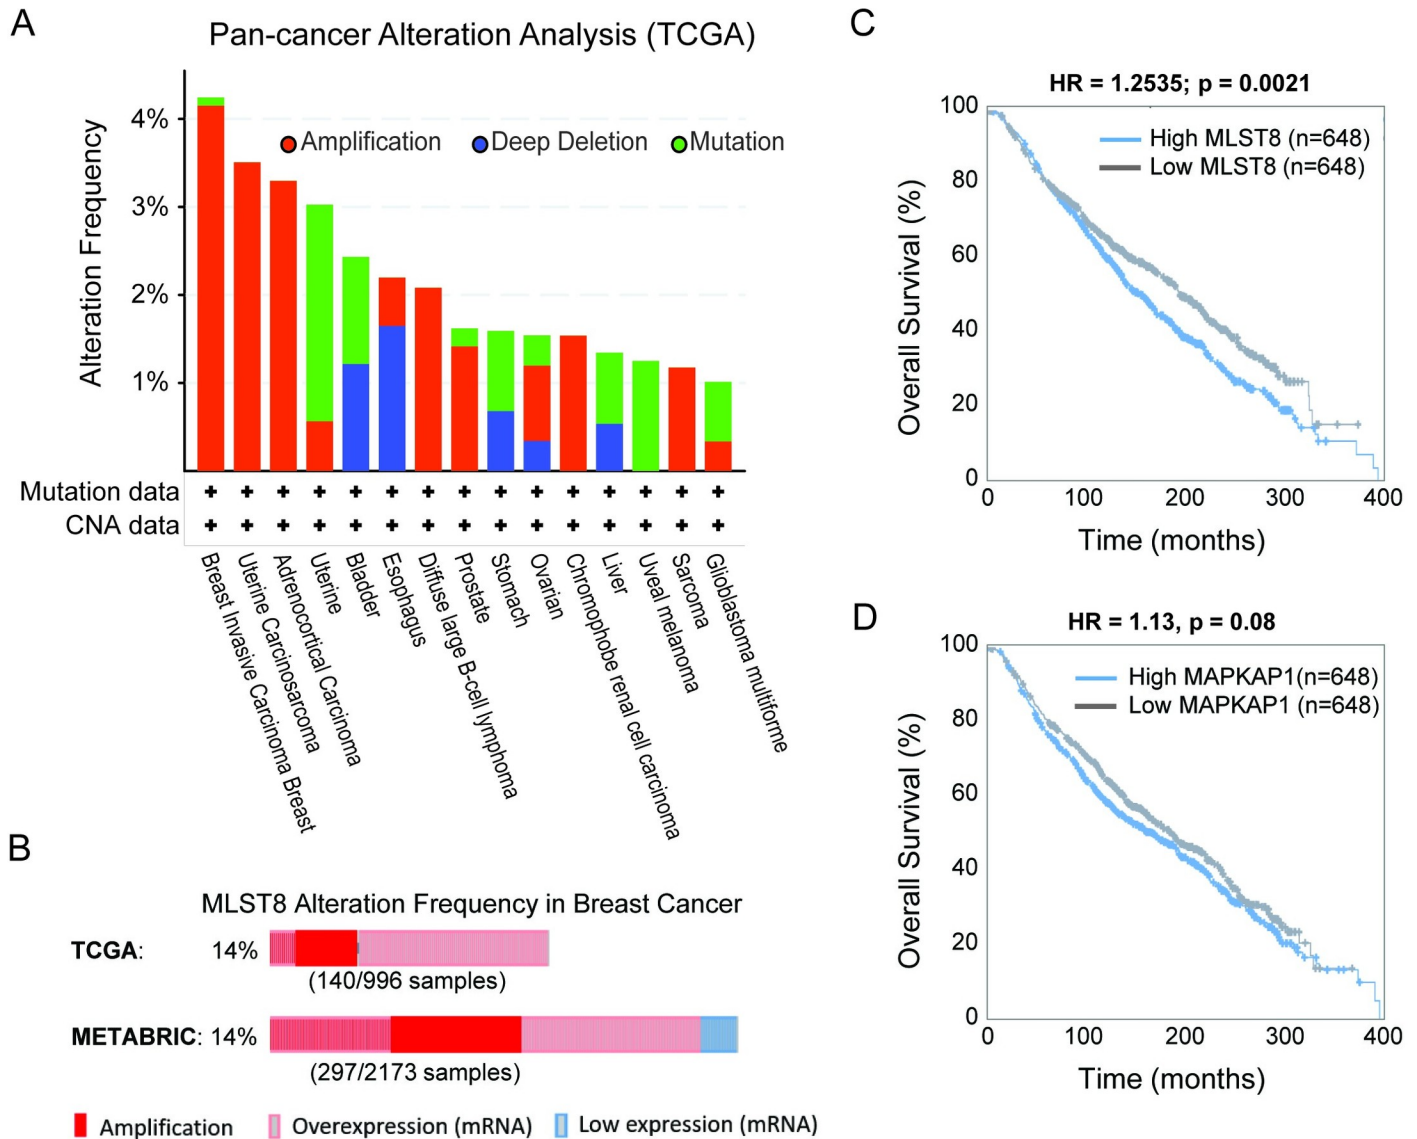 A
Pan-cancer Alteration Analysis (TCGA)
Alteration Frequency
4%
3%
2%
1%
Amplification
Deep Deletion
Mutation
Mutation data
CNA data
Breast Invasive Carcinoma Breast
Uterine Carcinosarcoma
Adrenocortical Carcinoma
Uterine
Bladder
Esophagus
Diffuse large B-cell lymphoma
Prostate
Stomach
Ovarian
Chromophobe renal cell carcinoma
Liver
Uveal melanoma
Sarcoma
Glioblastoma multiforme
B
MLST8 Alteration Frequency in Breast Cancer
TCGA: 14%
(140/996 samples)
METABRIC: 14%
(297/2173 samples)
Amplification
Overexpression (mRNA)
Low expression (mRNA)
C
HR = 1.2535; p = 0.0021
High MLST8 (n=648)
Low MLST8 (n=648)
Overall Survival (%)
100
80
60
40
20
0
0 100 200 300 400
Time (months)
D
HR = 1.13, p = 0.08
High MAPKAP1(n=648)
Low MAPKAP1 (n=648)
Overall Survival (%)
100
80
60
40
20
0
0 100 200 300 400
Time (months)